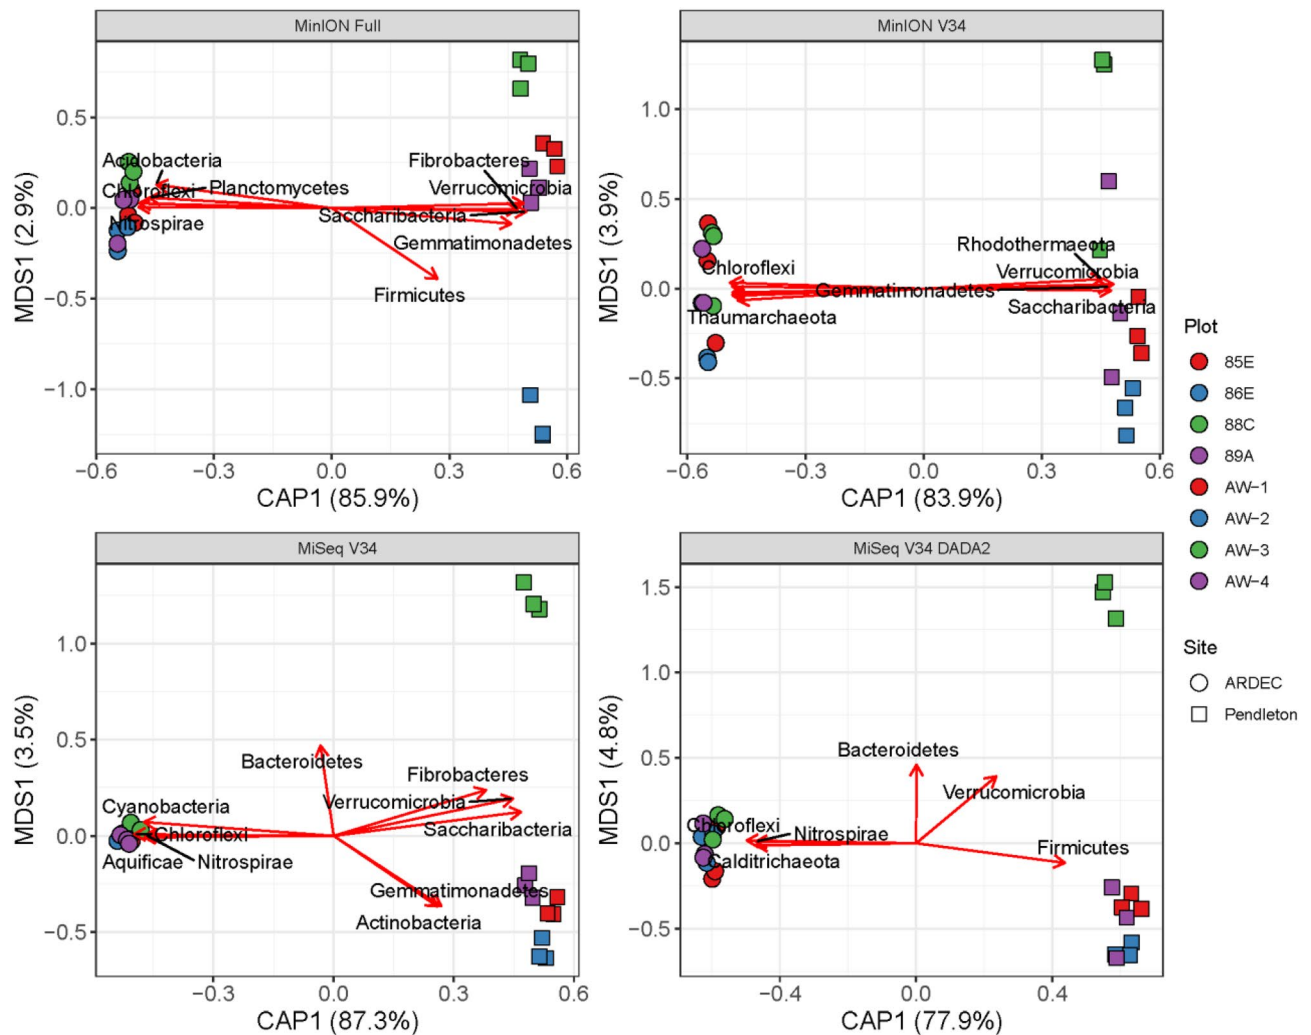 MinION Full
MinION V34
0.5
0.0
−0.5
−1.0
MDS1 (2.9%)
Acidobacteria
Chloroflexi
Planctomycetes
Nitrospirae
Fibrobacteres
Verrucomicrobia
Saccharibacteria
Gemmatimonadetes
Firmicutes
−0.6
−0.3
0.0
0.3
0.6
CAP1 (85.9%)
1.0
0.5
0.0
−0.5
MDS1 (3.9%)
Chloroflexi
Thaumarchaeota
Rhodothermaeota
Verrucomicrobia
Gemmatimonadetes
Saccharibacteria
−0.6
−0.3
0.0
0.3
0.6
CAP1 (83.9%)
MiSeq V34
MiSeq V34 DADA2
1.0
0.5
0.0
−0.5
MDS1 (3.5%)
Bacteroidetes
Fibrobacteres
Verrucomicrobia
Saccharibacteria
Cyanobacteria
Chloroflexi
Aquificae
Nitrospirae
Gemmatimonadetes
Actinobacteria
−0.3
0.0
0.3
0.6
CAP1 (87.3%)
1.5
1.0
0.5
0.0
−0.5
MDS1 (4.8%)
Bacteroidetes
Verrucomicrobia
Chloroflexi
Nitrospirae
Calditrichaeota
Firmicutes
−0.4
0.0
0.4
CAP1 (77.9%)
Plot
85E
86E
88C
89A
AW−1
AW−2
AW−3
AW−4
Site
ARDEC
Pendleton